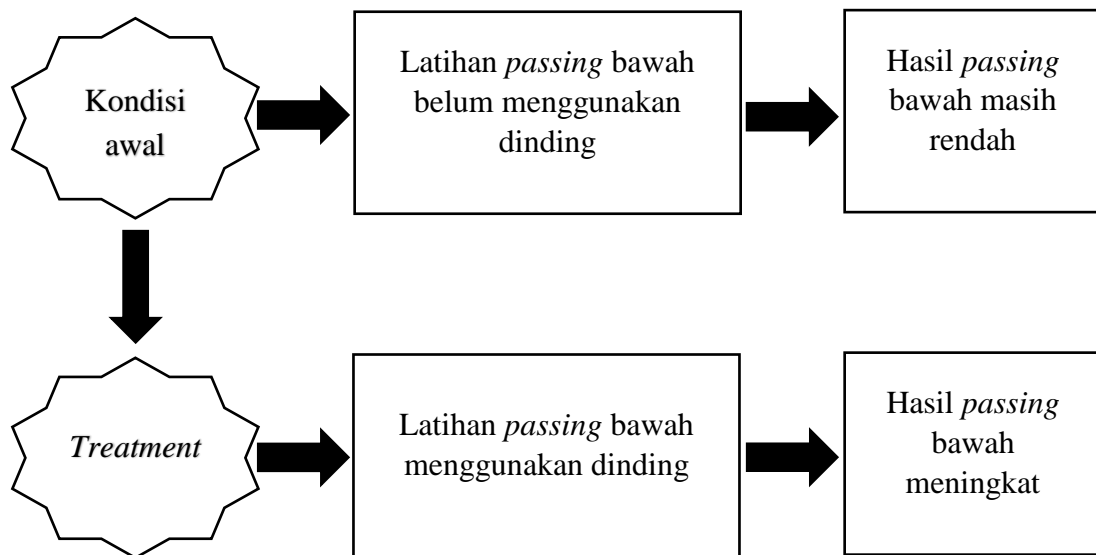 Kondisi
awal
Latihan passing bawah
belum menggunakan
dinding
Hasil passing
bawah masih
rendah
Treatment
Latihan passing bawah
menggunakan dinding
Hasil passing
bawah
meningkat